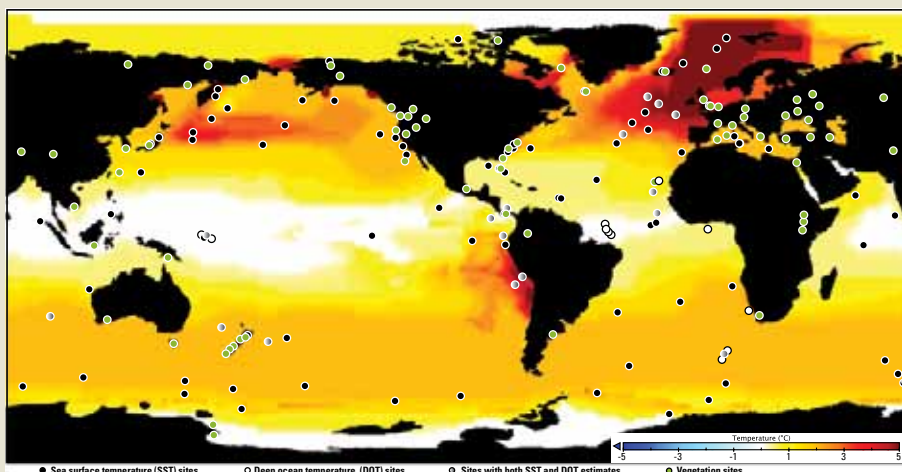 Temperature (°C)
-5 -3 -1 1 3 5
Sea surface temperature (SST) sites Deep ocean temperature (DOT) sites Sites with both SST and DOT estimates Vegetation sites